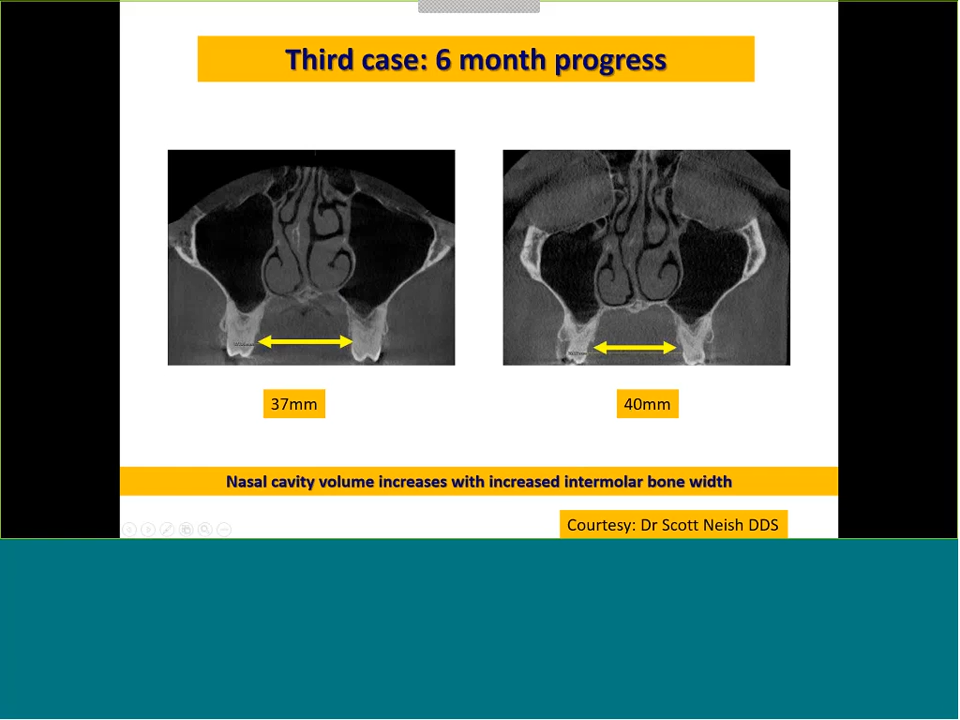 Third case: 6 month progress
37mm
40mm
Nasal cavity volume increases with increased intermolar bone width
Courtesy: Dr Scott Neish DDS